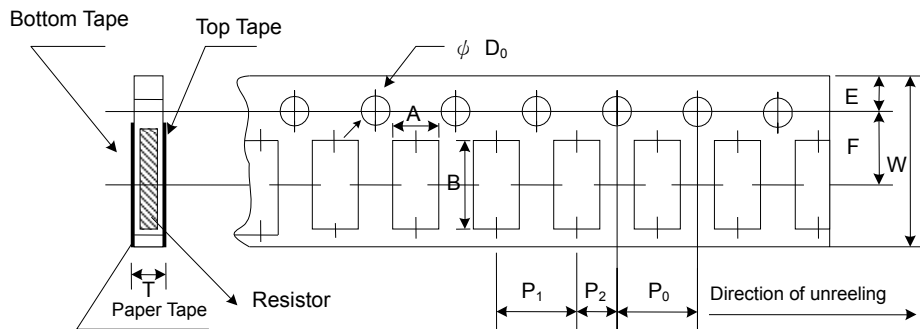 Bottom Tape
Top Tape
ψ D₀
A
B
E
F
W
T
Paper Tape
Resistor
P₁
P₂
P₀
Direction of unreeling